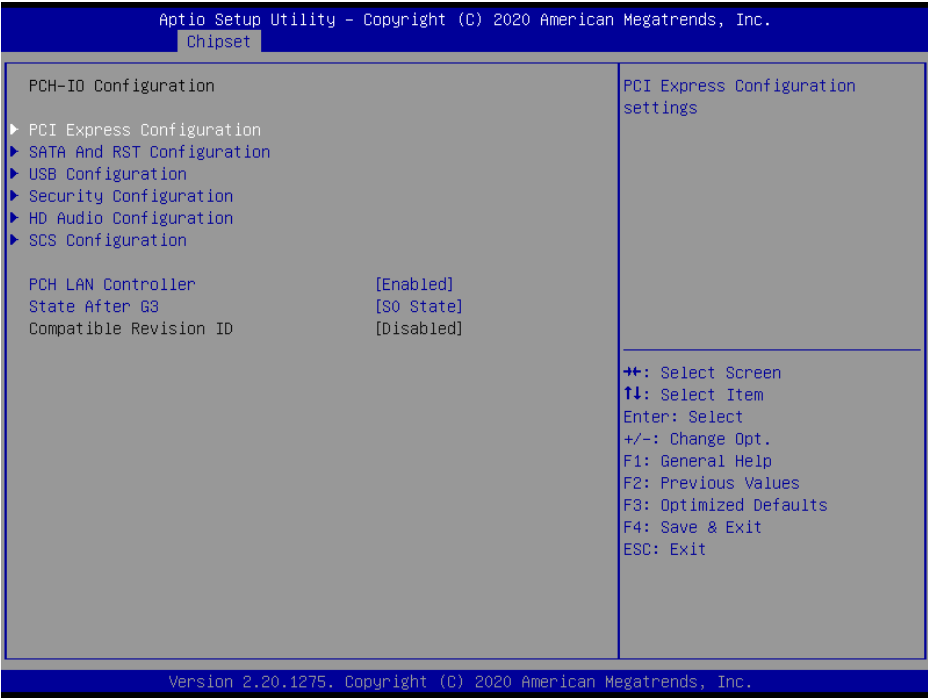 Aptio Setup Utility – Copyright (C) 2020 American Megatrends, Inc.
Chipset
PCH-IO Configuration
PCI Express Configuration
SATA And RST Configuration
USB Configuration
Security Configuration
HD Audio Configuration
SCS Configuration
PCH LAN Controller [Enabled]
State After G3 [S0 State]
Compatible Revision ID [Disabled]
PCI Express Configuration
settings
→←: Select Screen
↑↓: Select Item
Enter: Select
+/-: Change Opt.
F1: General Help
F2: Previous Values
F3: Optimized Defaults
F4: Save & Exit
ESC: Exit
Version 2.20.1275. Copyright (C) 2020 American Megatrends, Inc.